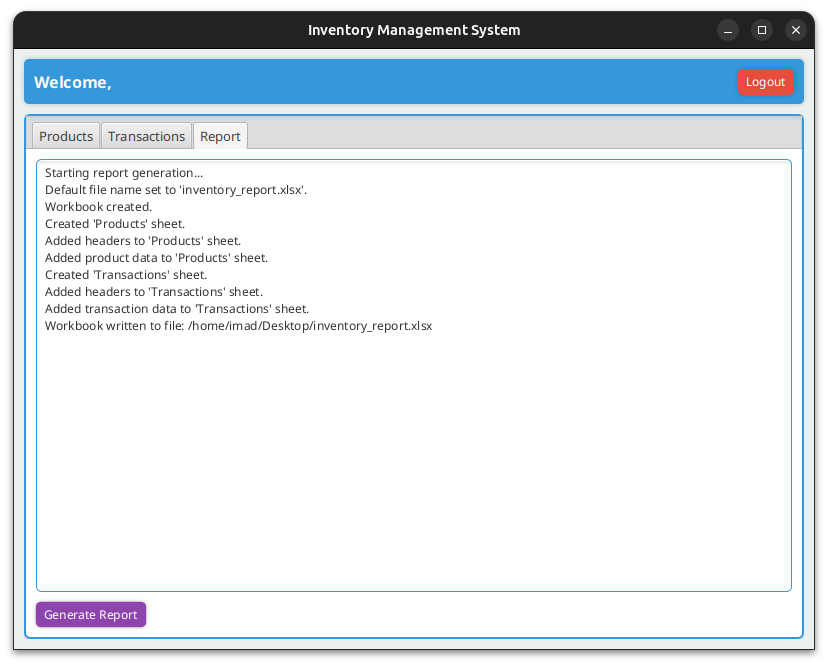 Inventory Management System
Welcome,
Logout
Products Transactions Report
Starting report generation...
Default file name set to 'inventory_report.xlsx'.
Workbook created.
Created 'Products' sheet.
Added headers to 'Products' sheet.
Added product data to 'Products' sheet.
Created 'Transactions' sheet.
Added headers to 'Transactions' sheet.
Added transaction data to 'Transactions' sheet.
Workbook written to file: /home/imad/Desktop/inventory_report.xlsx
Generate Report